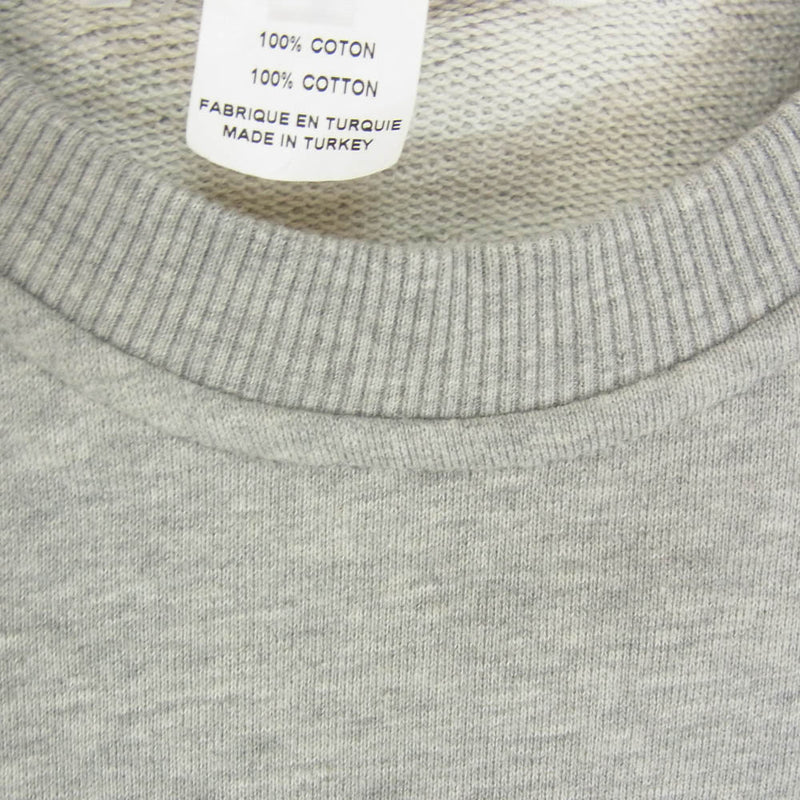 100% COTON
100% COTTON
FABRIQUE EN TURQUIE
MADE IN TURKEY